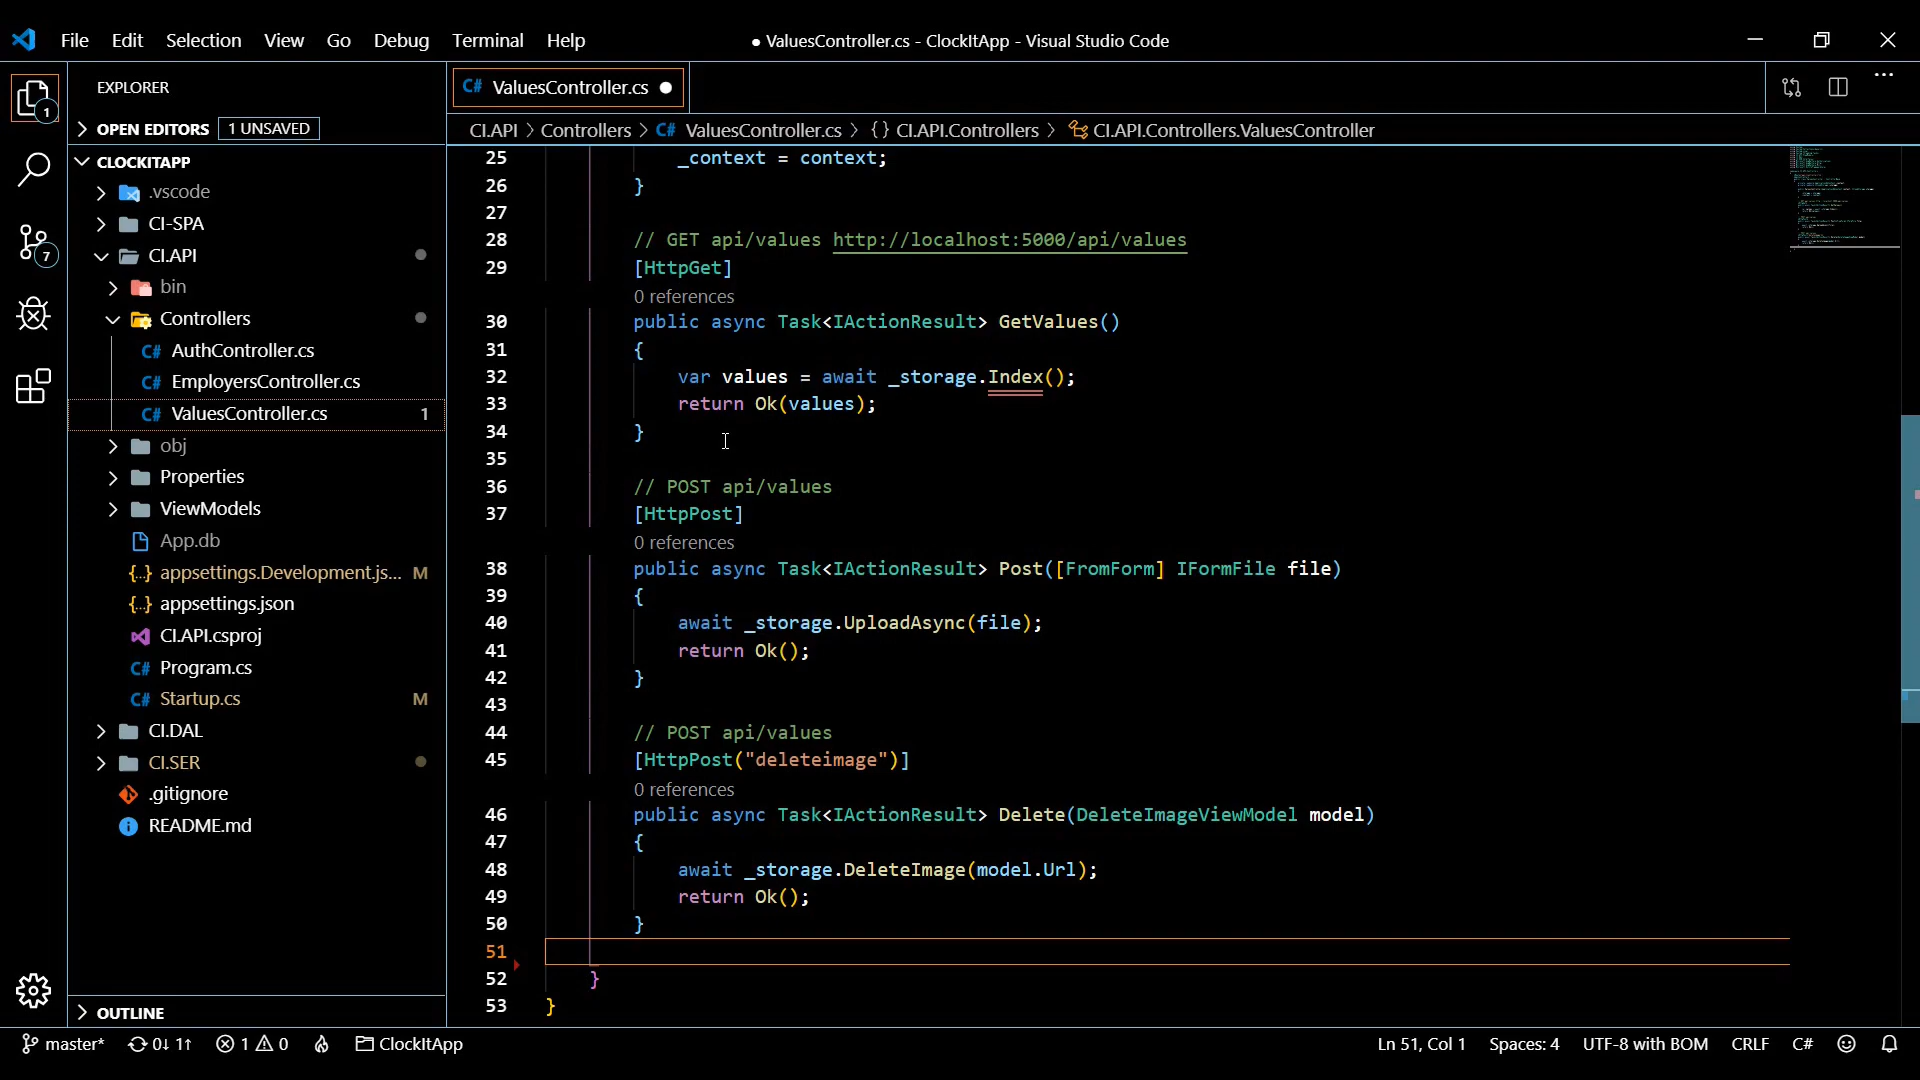 File Edit Selection View Go Debug Terminal Help
● ValuesController.cs - ClockItApp - Visual Studio Code
EXPLORER
OPEN EDITORS 1 UNSAVED
CLOCKITAPP
.vscode
CI-SPA
CI.API
bin
Controllers
C# AuthController.cs
C# EmployersController.cs
C# ValuesController.cs 1
obj
Properties
ViewModels
App.db
{..} appsettings.Development.js... M
{..} appsettings.json
CI.API.csproj
C# Program.cs
C# Startup.cs M
CI.DAL
CI.SER
.gitignore
README.md
OUTLINE
1
7
C# ValuesController.cs ●
CI.API > Controllers > C# ValuesController.cs > {} CI.API.Controllers > CI.API.Controllers.ValuesController
25 _context = context;
26 }
27
28 // GET api/values http://localhost:5000/api/values
29 [HttpGet]
0 references
30 public async Task<IActionResult> GetValues()
31 {
32 var values = await _storage.Index();
33 return Ok(values);
34 }
35
36 // POST api/values
37 [HttpPost]
0 references
38 public async Task<IActionResult> Post([FromForm] IFormFile file)
39 {
40 await _storage.UploadAsync(file);
41 return Ok();
42 }
43
44 // POST api/values
45 [HttpPost("deleteimage")]
0 references
46 public async Task<IActionResult> Delete(DeleteImageViewModel model)
47 {
48 await _storage.DeleteImage(model.Url);
49 return Ok();
50 }
51
52 }
53 }
master* 0↓ 1↑ 1 0 ClockItApp
Ln 51, Col 1 Spaces: 4 UTF-8 with BOM CRLF C#